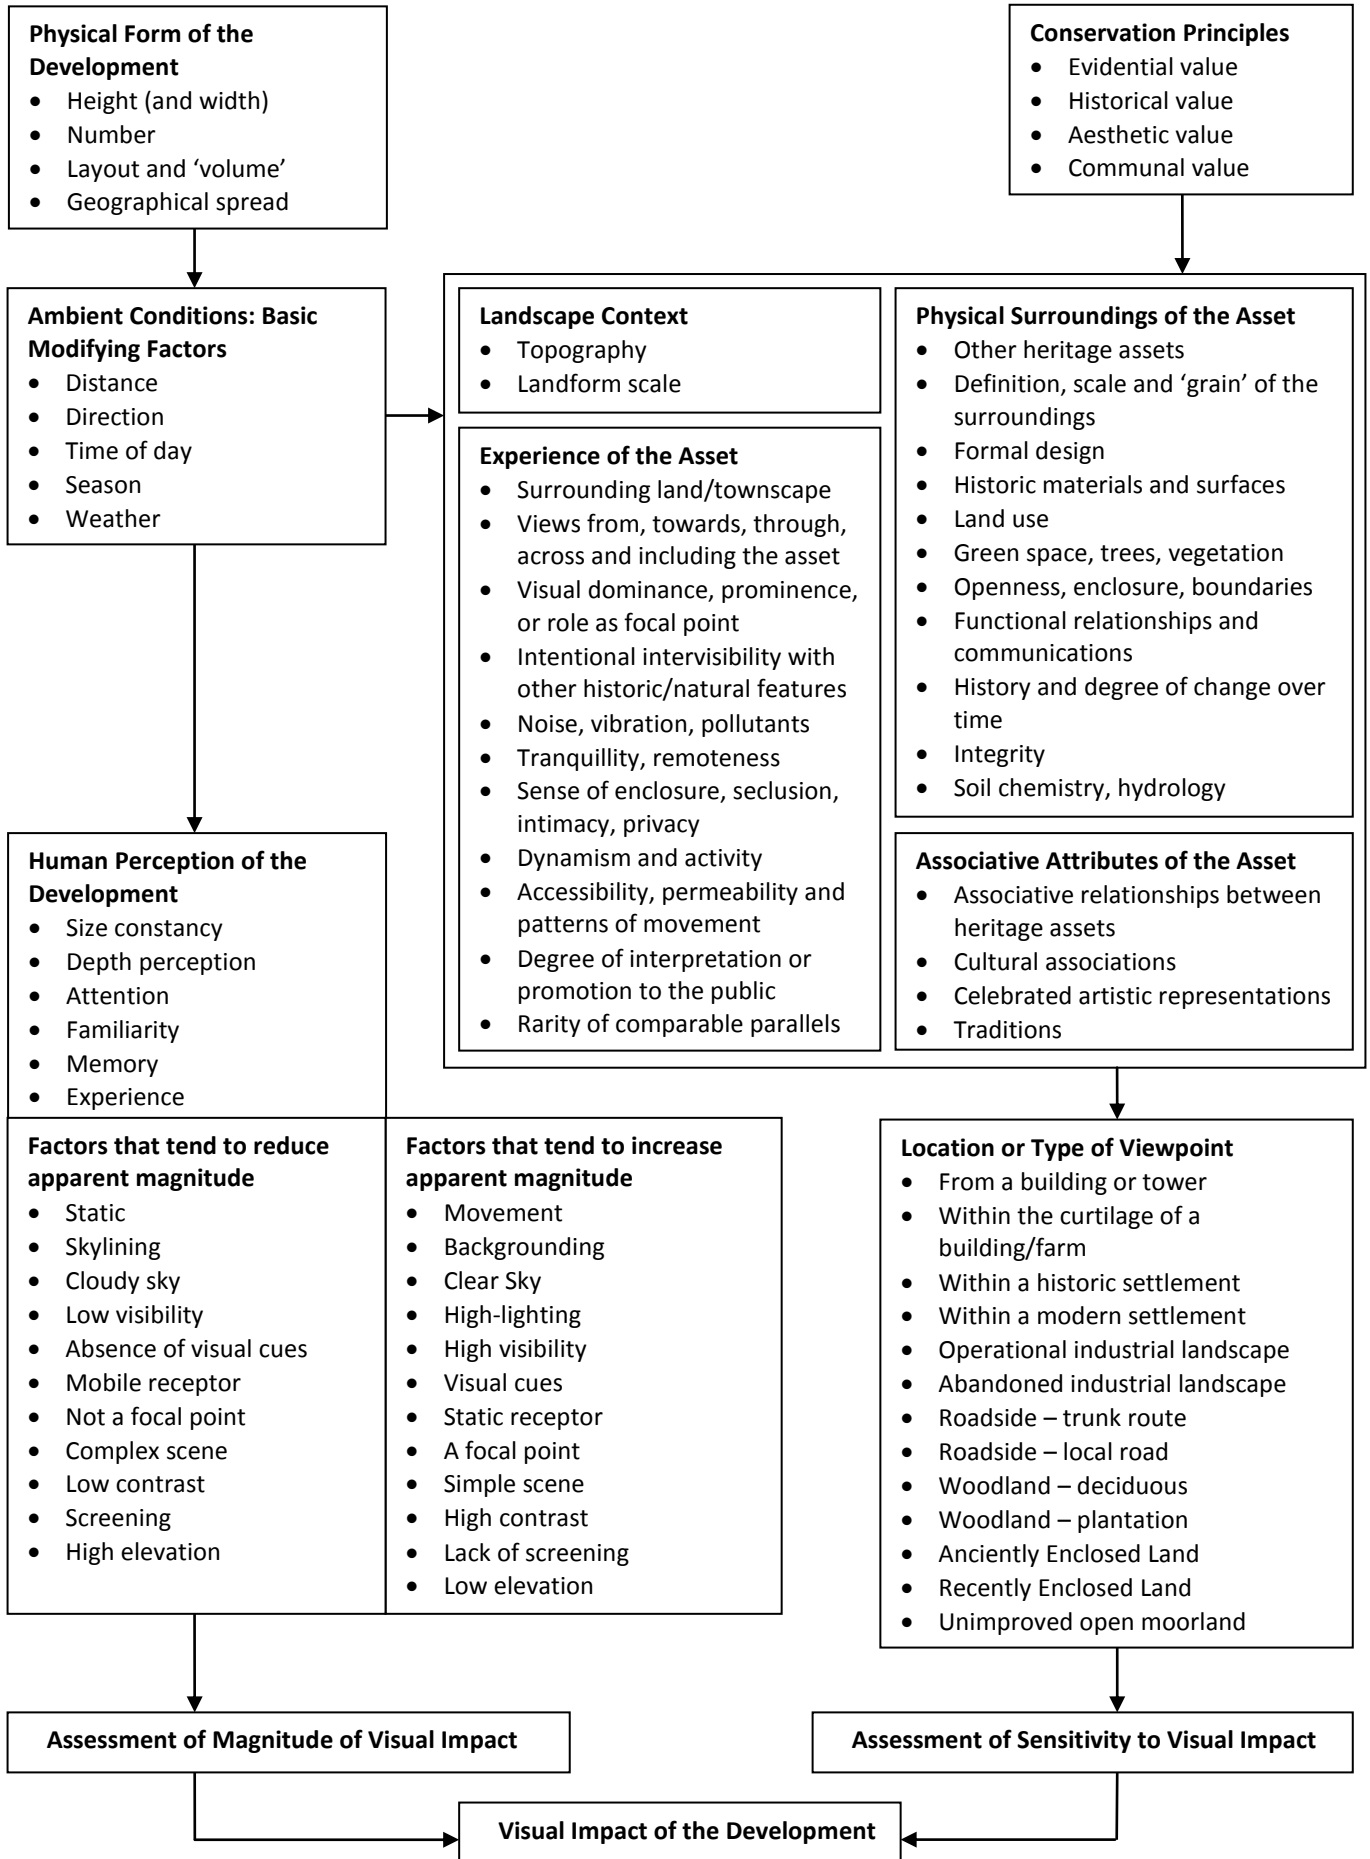 Physical Form of the
Development
• Height (and width)
• Number
• Layout and ‘volume’
• Geographical spread
Conservation Principles
• Evidential value
• Historical value
• Aesthetic value
• Communal value
Ambient Conditions: Basic
Modifying Factors
• Distance
• Direction
• Time of day
• Season
• Weather
Landscape Context
• Topography
• Landform scale
Experience of the Asset
• Surrounding land/townscape
• Views from, towards, through,
across and including the asset
• Visual dominance, prominence,
or role as focal point
• Intentional intervisibility with
other historic/natural features
• Noise, vibration, pollutants
• Tranquillity, remoteness
• Sense of enclosure, seclusion,
intimacy, privacy
• Dynamism and activity
• Accessibility, permeability and
patterns of movement
• Degree of interpretation or
promotion to the public
• Rarity of comparable parallels
Physical Surroundings of the Asset
• Other heritage assets
• Definition, scale and ‘grain’ of the
surroundings
• Formal design
• Historic materials and surfaces
• Land use
• Green space, trees, vegetation
• Openness, enclosure, boundaries
• Functional relationships and
communications
• History and degree of change over
time
• Integrity
• Soil chemistry, hydrology
Associative Attributes of the Asset
• Associative relationships between
heritage assets
• Cultural associations
• Celebrated artistic representations
• Traditions
Human Perception of the
Development
• Size constancy
• Depth perception
• Attention
• Familiarity
• Memory
• Experience
Factors that tend to reduce
apparent magnitude
• Static
• Skylining
• Cloudy sky
• Low visibility
• Absence of visual cues
• Mobile receptor
• Not a focal point
• Complex scene
• Low contrast
• Screening
• High elevation
Factors that tend to increase
apparent magnitude
• Movement
• Backgrounding
• Clear Sky
• High-lighting
• High visibility
• Visual cues
• Static receptor
• A focal point
• Simple scene
• High contrast
• Lack of screening
• Low elevation
Location or Type of Viewpoint
• From a building or tower
• Within the curtilage of a
building/farm
• Within a historic settlement
• Within a modern settlement
• Operational industrial landscape
• Abandoned industrial landscape
• Roadside – trunk route
• Roadside – local road
• Woodland – deciduous
• Woodland – plantation
• Anciently Enclosed Land
• Recently Enclosed Land
• Unimproved open moorland
Assessment of Magnitude of Visual Impact
Assessment of Sensitivity to Visual Impact
Visual Impact of the Development